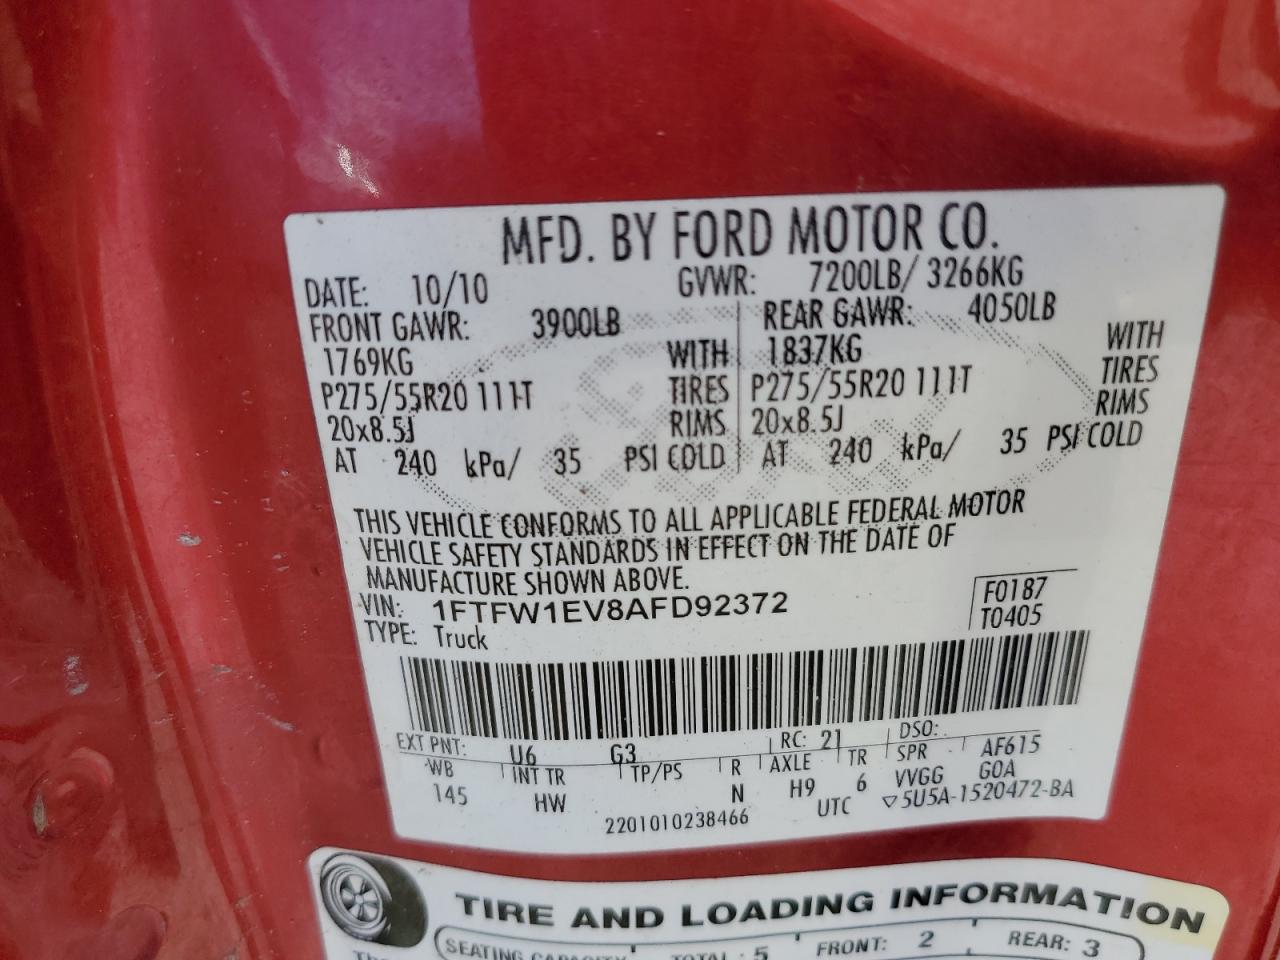 MFD. BY FORD MOTOR CO.
DATE: 10/10 GVWR: 7200LB/ 3266KG
FRONT GAWR: 3900LB REAR GAWR: 4050LB
1769KG WITH 1837KG WITH
P275/55R20 111T TIRES P275/55R20 111T TIRES
20x8.5J RIMS 20x8.5J RIMS
AT 240 kPa/ 35 PSI COLD AT 240 kPa/ 35 PSI COLD
THIS VEHICLE CONFORMS TO ALL APPLICABLE FEDERAL MOTOR
VEHICLE SAFETY STANDARDS IN EFFECT ON THE DATE OF
MANUFACTURE SHOWN ABOVE.
VIN: 1FTFW1EV8AFD92372 F0187
TYPE: Truck T0405
EXT PNT: U6 G3 RC: 21 DSO: AF615
WB INT TR TP/PS R AXLE TR SPR G0A
145 HW N H9 6 VVGG
2201010238466 UTC ▽5U5A-1520472-BA
TIRE AND LOADING INFORMATION
SEATING CAPACITY TOTAL : 5 FRONT: 2 REAR: 3